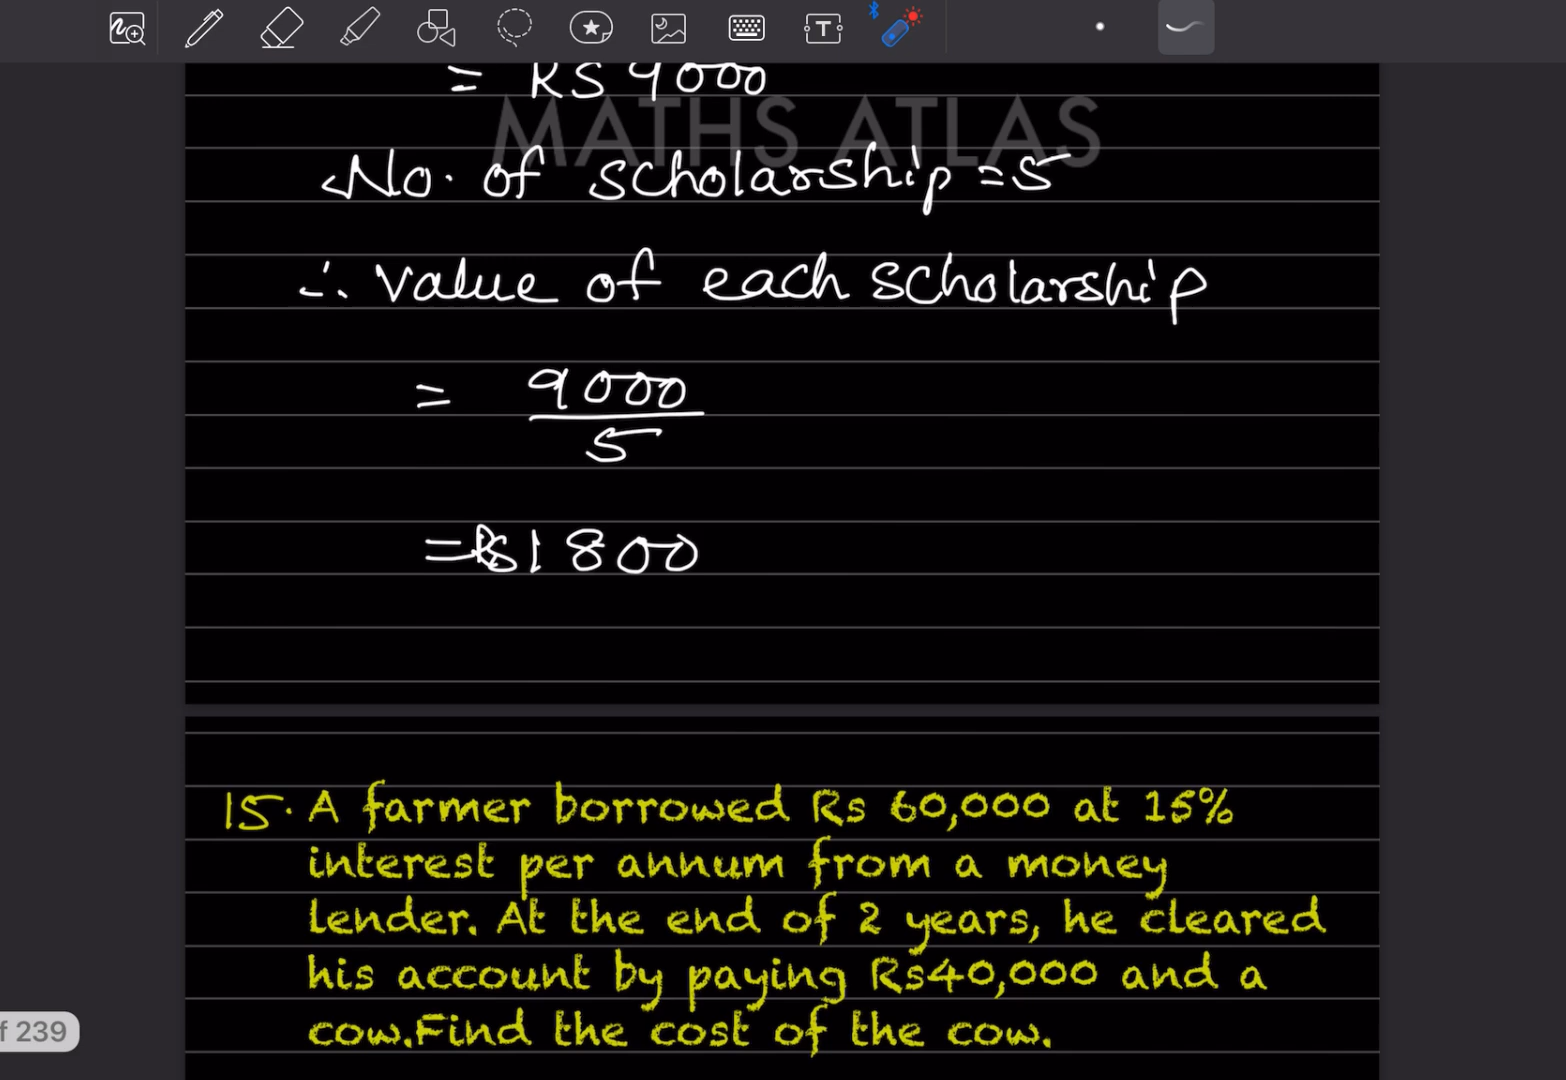 = RS 9000
MATHS ATLAS
No. of scholarship = 5
∴ value of each scholarship
= 9000
5
= Rs 1800
15. A farmer borrowed Rs 60,000 at 15%
interest per annum from a money
lender. At the end of 2 years, he cleared
his account by paying Rs40,000 and a
cow.Find the cost of the cow.
f 239